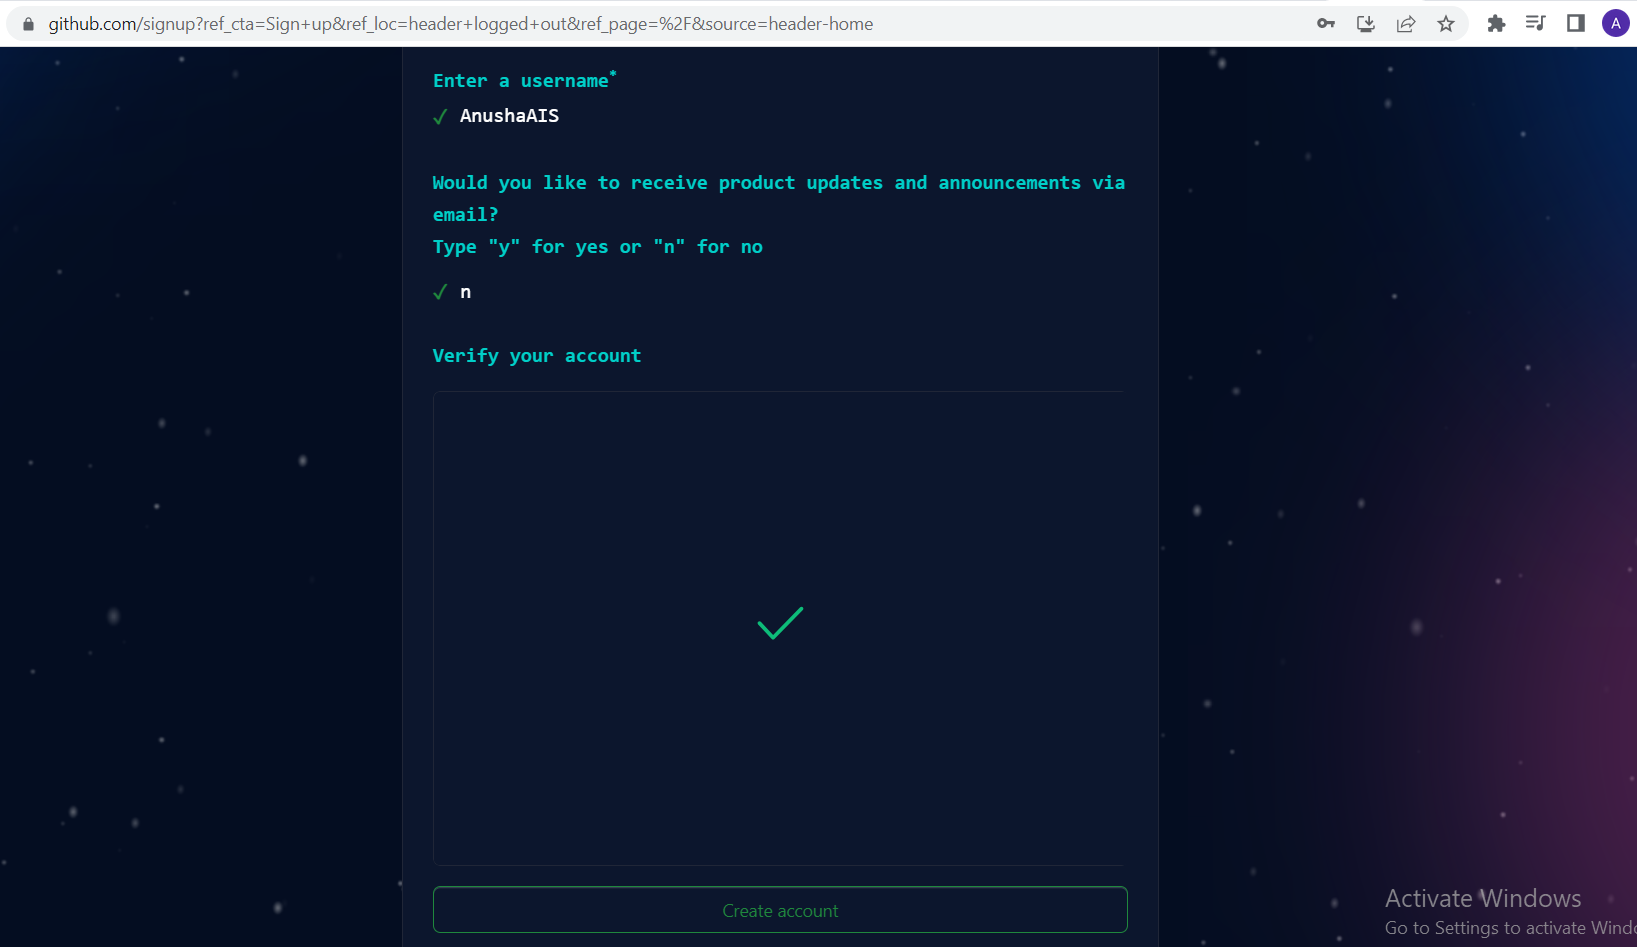 github.com/signup?ref_cta=Sign+up&ref_loc=header+logged+out&ref_page=%2F&source=header-home
A
Enter a username*
AnushaAIS
Would you like to receive product updates and announcements via
email?
Type "y" for yes or "n" for no
n
Verify your account
Create account
Activate Windows
Go to Settings to activate Windo